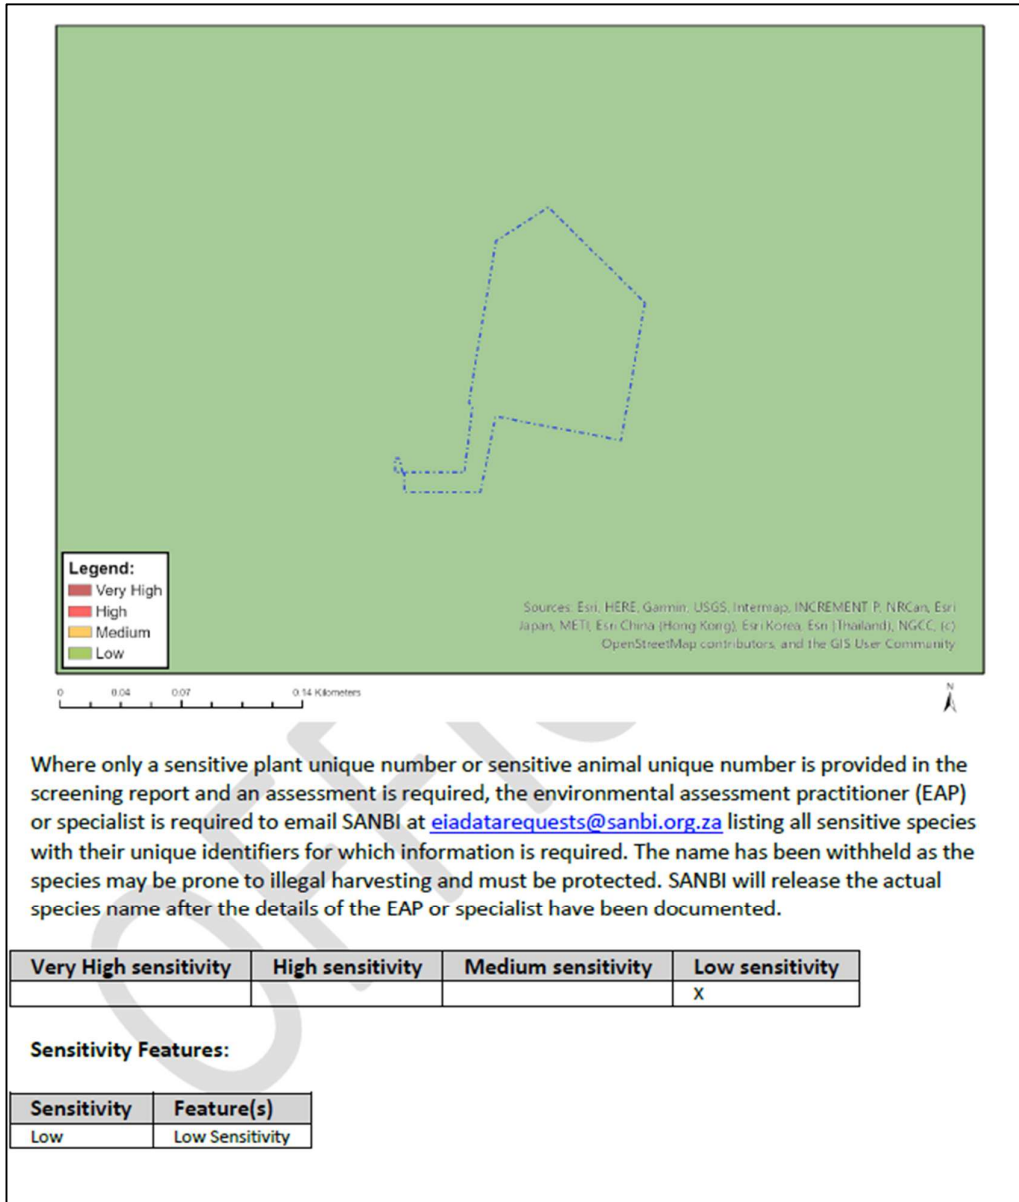 Legend:
Very High
High
Medium
Low
Sources: Esri, HERE, Garmin, USGS, Intermap, INCREMENT P, NRCan, Esri
Japan, METI, Esri China (Hong Kong), Esri Korea, Esri (Thailand), NGCC, (c)
OpenStreetMap contributors, and the GIS User Community
0 0.04 0.07 0.14 Kilometers
N
Where only a sensitive plant unique number or sensitive animal unique number is provided in the
screening report and an assessment is required, the environmental assessment practitioner (EAP)
or specialist is required to email SANBI at eiadatarequests@sanbi.org.za listing all sensitive species
with their unique identifiers for which information is required. The name has been withheld as the
species may be prone to illegal harvesting and must be protected. SANBI will release the actual
species name after the details of the EAP or specialist have been documented.
Very High sensitivity High sensitivity Medium sensitivity Low sensitivity
X
Sensitivity Features:
Sensitivity Feature(s)
Low Low Sensitivity